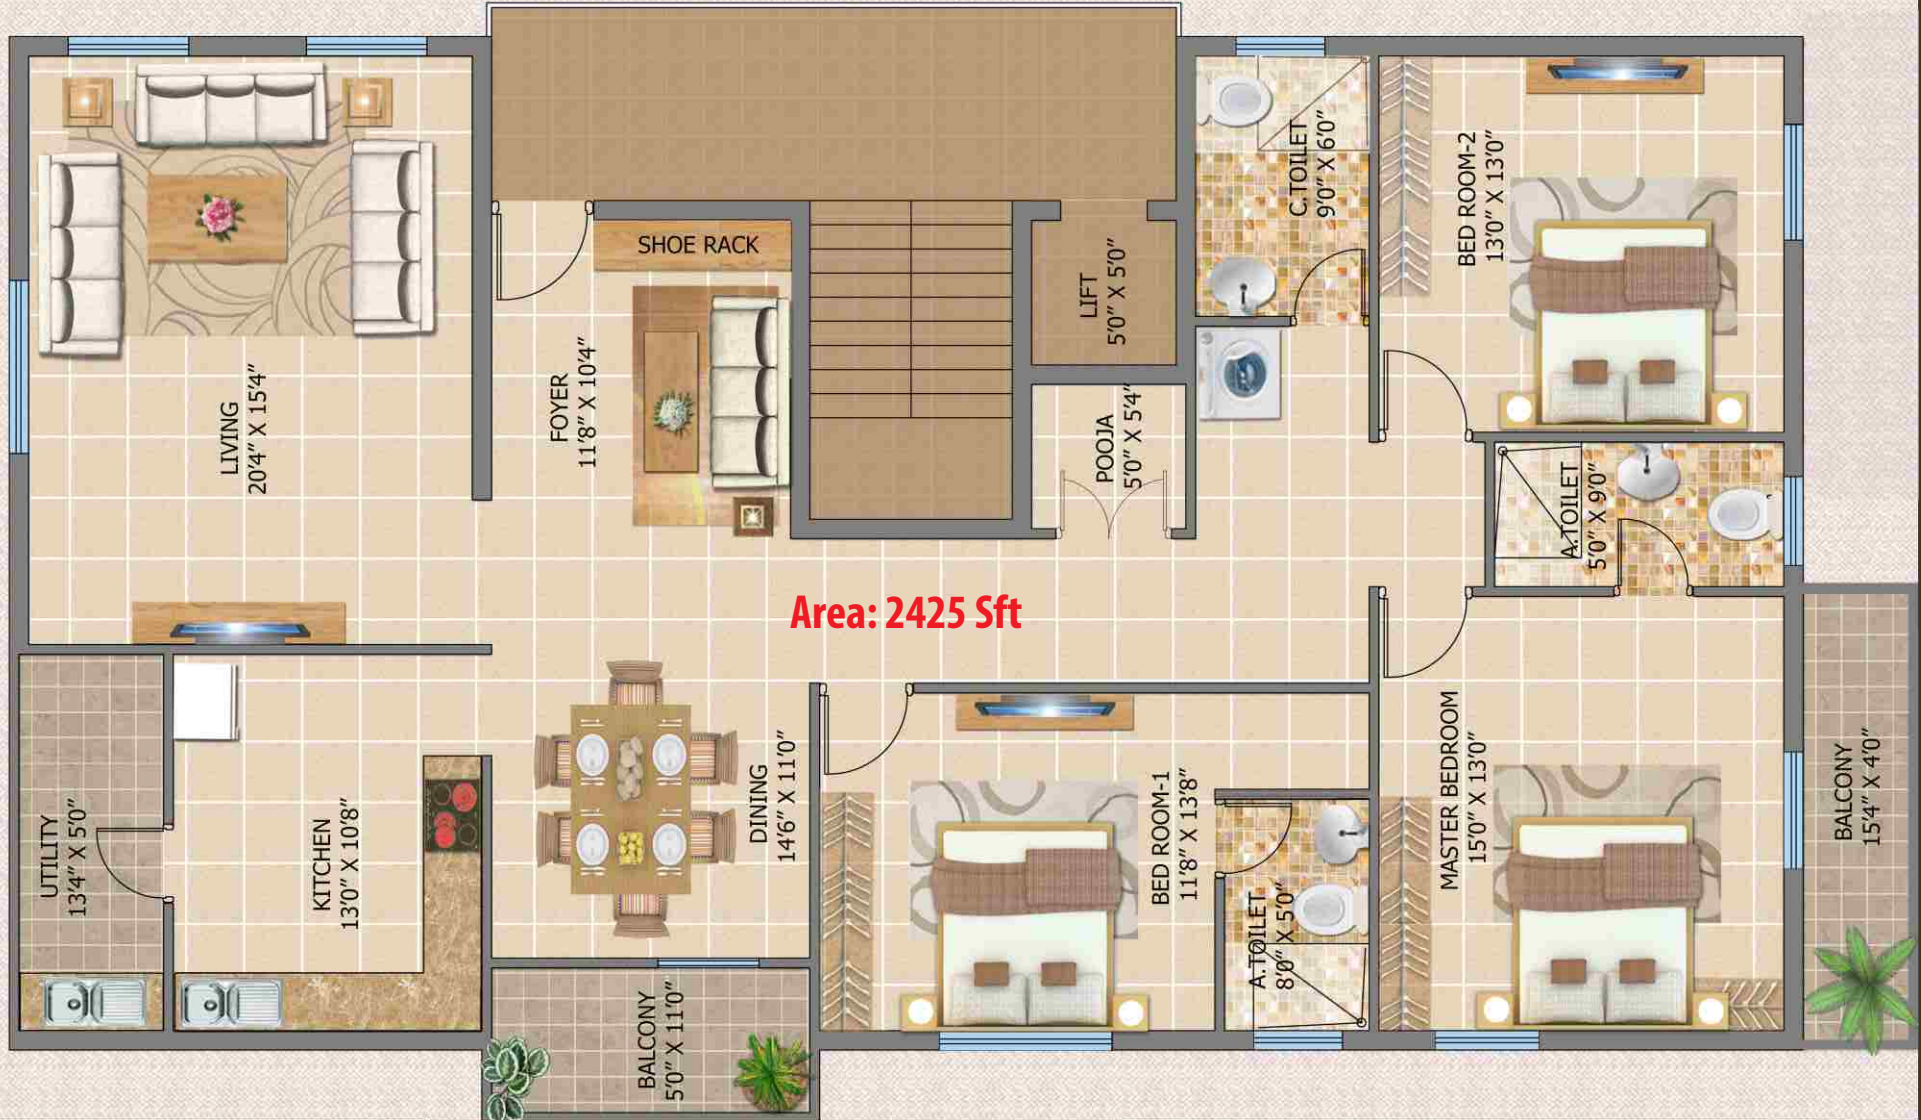 LIVING
20'4" X 15'4"
FOYER
11'8" X 10'4"
SHOE RACK
LIFT
5'0" X 5'0"
POOJA
5'0" X 5'4"
C.TOILET
9'0" X 6'0"
BED ROOM-2
13'0" X 13'0"
A.TOILET
5'0" X 9'0"
Area: 2425 Sft
UTILITY
13'4" X 5'0"
KITCHEN
13'0" X 10'8"
DINING
14'6" X 11'0"
BALCONY
5'0" X 11'0"
BED ROOM-1
11'8" X 13'8"
A.TOILET
8'0" X 5'0"
MASTER BEDROOM
15'0" X 13'0"
BALCONY
15'4" X 4'0"